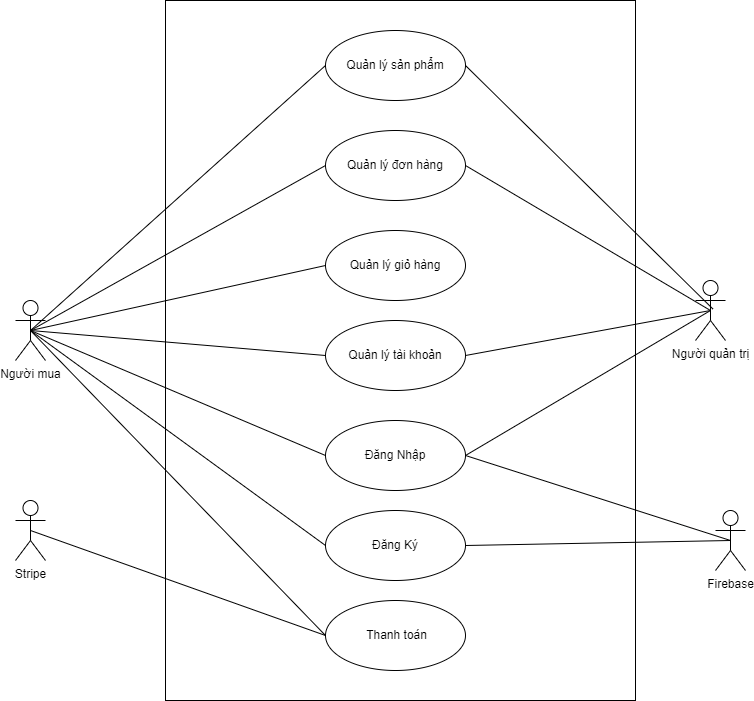 Quản lý sản phẩm
Quản lý đơn hàng
Quản lý giỏ hàng
Quản lý tài khoản
Người quản trị
Người mua
Đăng Nhập
Đăng Ký
Stripe
Firebase
Thanh toán